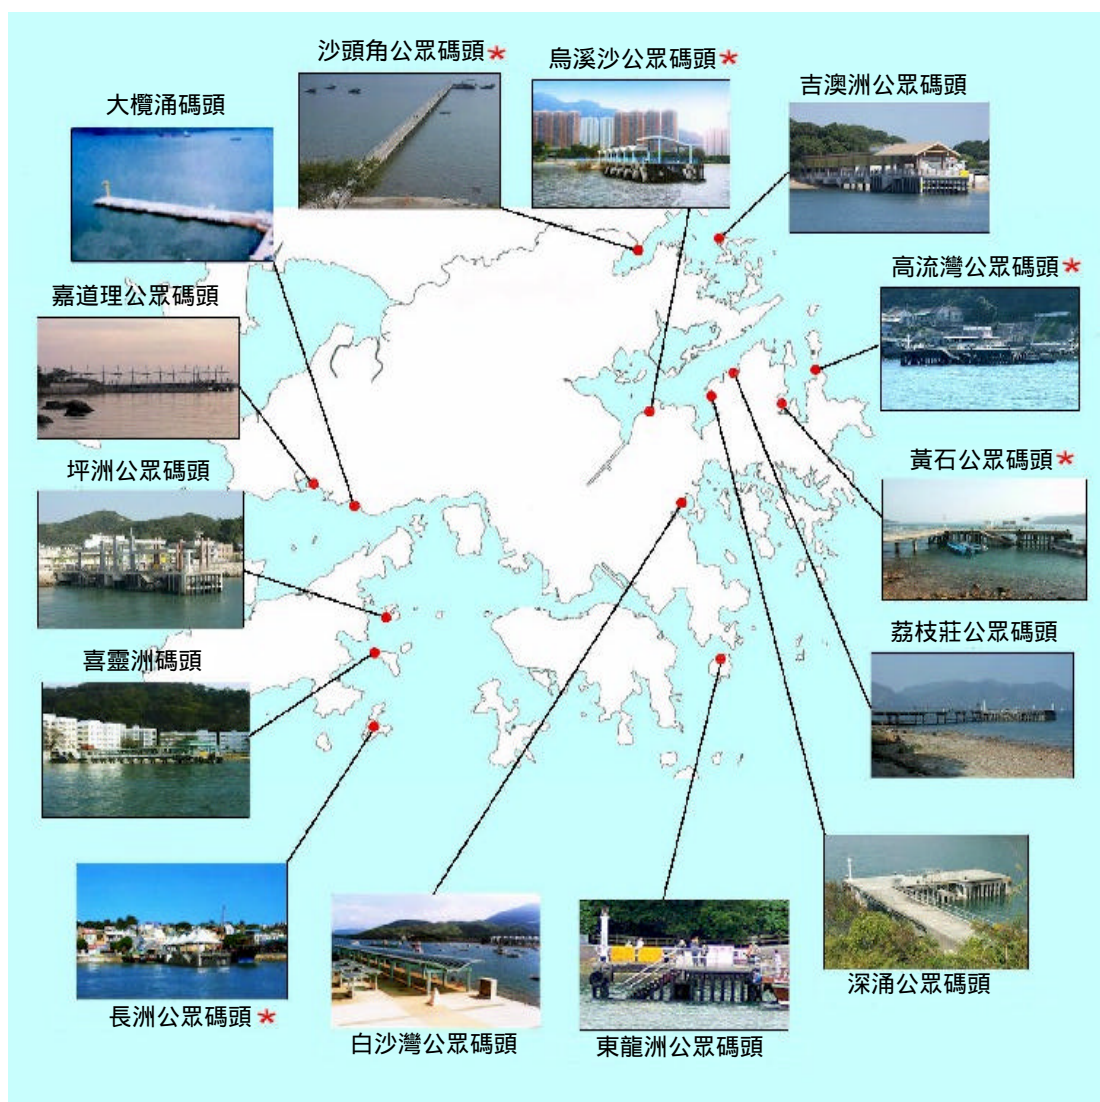 沙頭角公眾碼頭*
烏溪沙公眾碼頭*
吉澳洲公眾碼頭
大欖涌碼頭
高流灣公眾碼頭*
嘉道理公眾碼頭
黃石公眾碼頭*
坪洲公眾碼頭
荔枝莊公眾碼頭
喜靈洲碼頭
深涌公眾碼頭
長洲公眾碼頭*
白沙灣公眾碼頭
東龍洲公眾碼頭